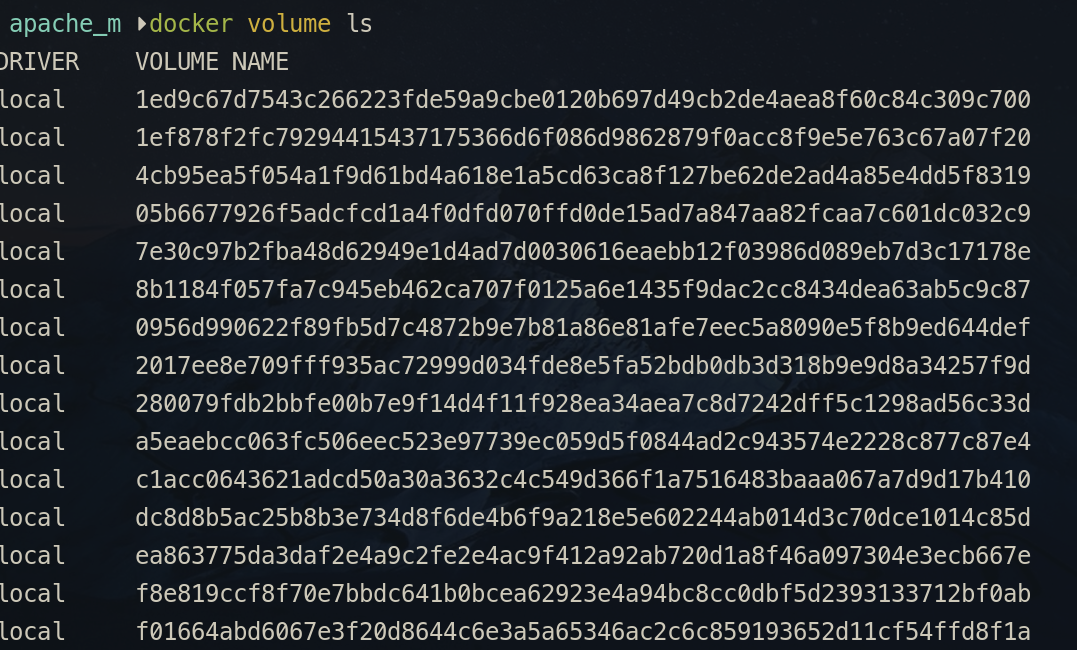 apache_m ▸docker volume ls
DRIVER VOLUME NAME
local 1ed9c67d7543c266223fde59a9cbe0120b697d49cb2de4aea8f60c84c309c700
local 1ef878f2fc79294415437175366d6f086d9862879f0acc8f9e5e763c67a07f20
local 4cb95ea5f054a1f9d61bd4a618e1a5cd63ca8f127be62de2ad4a85e4dd5f8319
local 05b6677926f5adcfcd1a4f0dfd070ffd0de15ad7a847aa82fcaa7c601dc032c9
local 7e30c97b2fba48d62949e1d4ad7d0030616eaebb12f03986d089eb7d3c17178e
local 8b1184f057fa7c945eb462ca707f0125a6e1435f9dac2cc8434dea63ab5c9c87
local 0956d990622f89fb5d7c4872b9e7b81a86e81afe7eec5a8090e5f8b9ed644def
local 2017ee8e709fff935ac72999d034fde8e5fa52bdb0db3d318b9e9d8a34257f9d
local 280079fdb2bbfe00b7e9f14d4f11f928ea34aea7c8d7242dff5c1298ad56c33d
local a5eaebcc063fc506eec523e97739ec059d5f0844ad2c943574e2228c877c87e4
local c1acc0643621adcd50a30a3632c4c549d366f1a7516483baaa067a7d9d17b410
local dc8d8b5ac25b8b3e734d8f6de4b6f9a218e5e602244ab014d3c70dce1014c85d
local ea863775da3daf2e4a9c2fe2e4ac9f412a92ab720d1a8f46a097304e3ecb667e
local f8e819ccf8f70e7bbdc641b0bcea62923e4a94bc8cc0dbf5d2393133712bf0ab
local f01664abd6067e3f20d8644c6e3a5a65346ac2c6c859193652d11cf54ffd8f1a